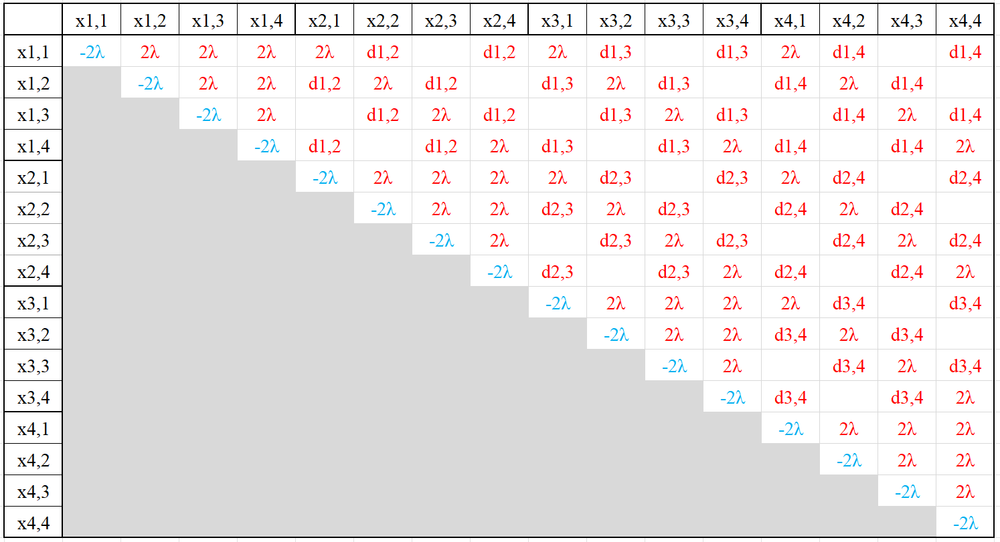 x1,1 x1,2 x1,3 x1,4 x2,1 x2,2 x2,3 x2,4 x3,1 x3,2 x3,3 x3,4 x4,1 x4,2 x4,3 x4,4
x1,1 -2λ 2λ 2λ 2λ 2λ d1,2 d1,2 2λ d1,3 d1,3 2λ d1,4 d1,4
x1,2 -2λ 2λ 2λ d1,2 2λ d1,2 d1,3 2λ d1,3 d1,4 2λ d1,4
x1,3 -2λ 2λ d1,2 2λ d1,2 d1,3 2λ d1,3 d1,4 2λ d1,4
x1,4 -2λ d1,2 d1,2 2λ d1,3 d1,3 2λ d1,4 d1,4 2λ
x2,1 -2λ 2λ 2λ 2λ 2λ d2,3 d2,3 2λ d2,4 d2,4
x2,2 -2λ 2λ 2λ d2,3 2λ d2,3 d2,4 2λ d2,4
x2,3 -2λ 2λ d2,3 2λ d2,3 d2,4 2λ d2,4
x2,4 -2λ d2,3 d2,3 2λ d2,4 d2,4 2λ
x3,1 -2λ 2λ 2λ 2λ 2λ d3,4 d3,4
x3,2 -2λ 2λ 2λ d3,4 2λ d3,4
x3,3 -2λ 2λ d3,4 2λ d3,4
x3,4 -2λ d3,4 d3,4 2λ
x4,1 -2λ 2λ 2λ 2λ
x4,2 -2λ 2λ 2λ
x4,3 -2λ 2λ
x4,4 -2λ